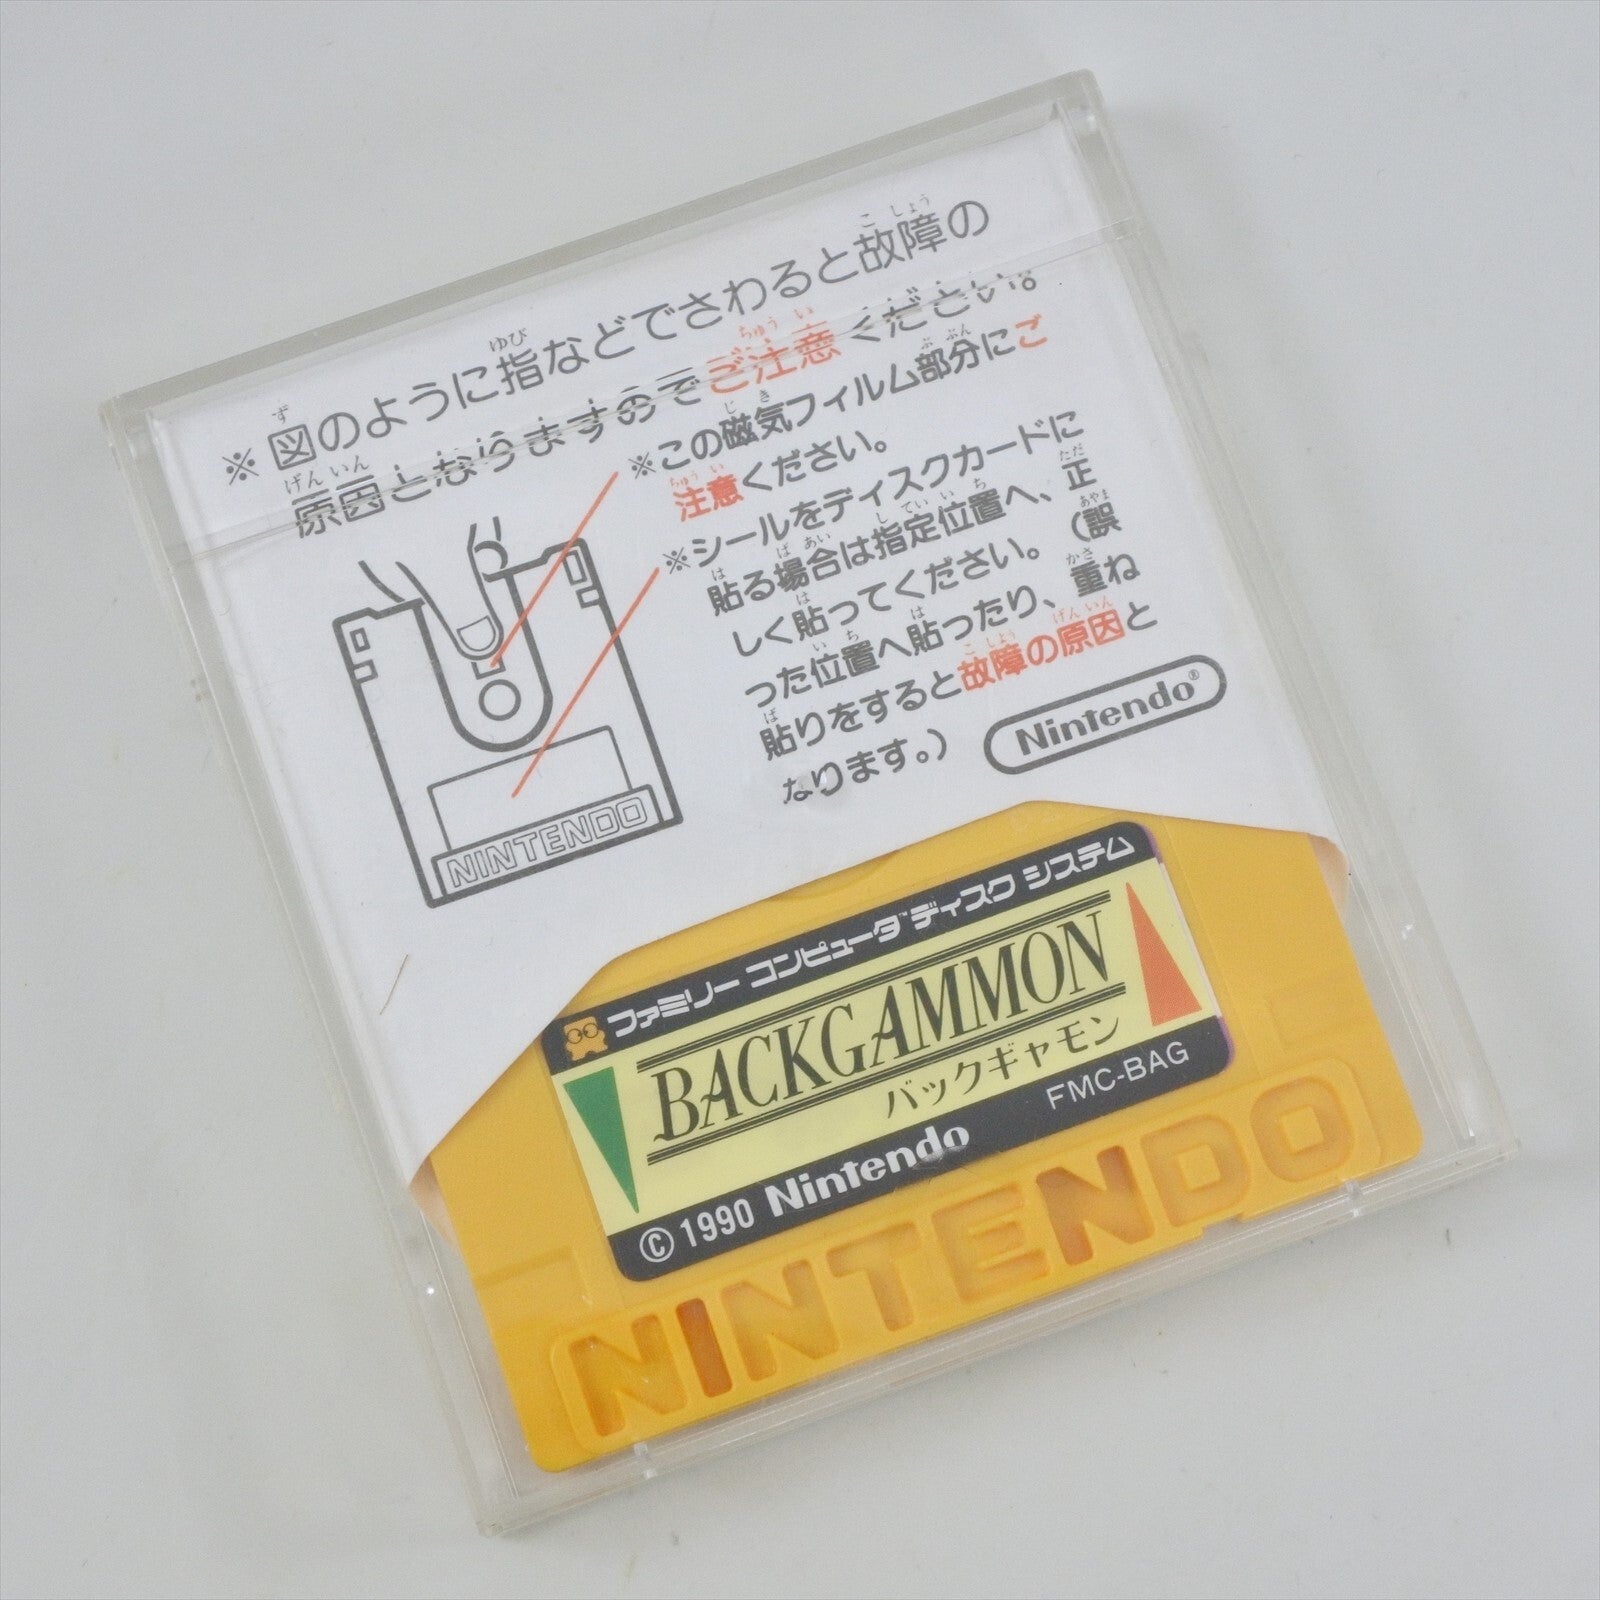 ※図のように指などでさわると故障の
原因となりますのでご注意ください。
※この磁気フィルム部分にご
注意ください。
※シールをディスクカードに
貼る場合は指定位置へ、正
しく貼ってください。（誤
った位置へ貼ったり、重ね
貼りをすると故障の原因と
なります。）
Nintendo®
NINTENDO
ファミリー コンピュータ™ ディスク システム
BACKGAMMON
バックギャモン
FMC-BAG
© 1990 Nintendo
NINTENDO